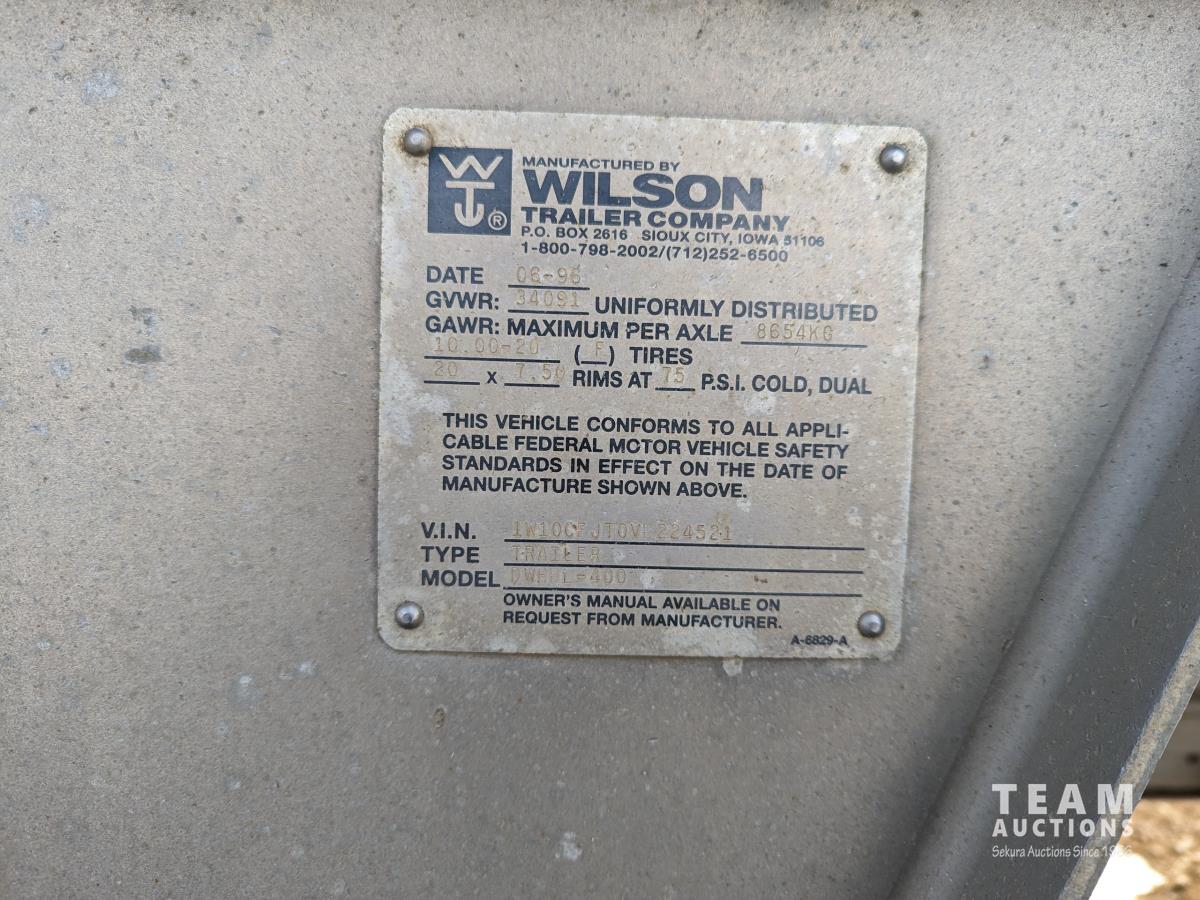 WT®
MANUFACTURED BY
WILSON
TRAILER COMPANY
P.O. BOX 2616 SIOUX CITY, IOWA 51106
1-800-798-2002/(712)252-6500
DATE 06-96
GVWR: 34091 UNIFORMLY DISTRIBUTED
GAWR: MAXIMUM PER AXLE 8654KG
10.00-20 (F) TIRES
20 X 7.50 RIMS AT 75 P.S.I. COLD, DUAL
THIS VEHICLE CONFORMS TO ALL APPLI-
CABLE FEDERAL MOTOR VEHICLE SAFETY
STANDARDS IN EFFECT ON THE DATE OF
MANUFACTURE SHOWN ABOVE.
V.I.N.
TYPE TRAILER
MODEL
OWNER'S MANUAL AVAILABLE ON
REQUEST FROM MANUFACTURER.
A-6829-A
TEAM
AUCTIONS
Sekura Auctions Since